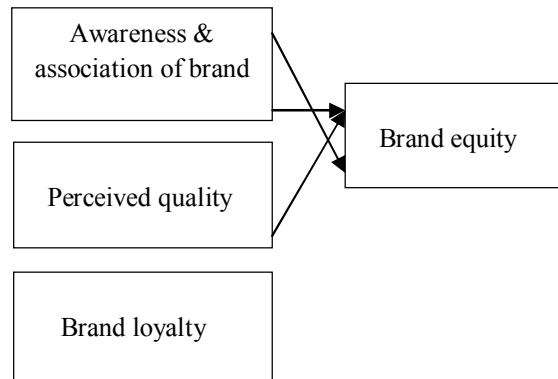 Awareness &
association of brand
Brand equity
Perceived quality
Brand loyalty